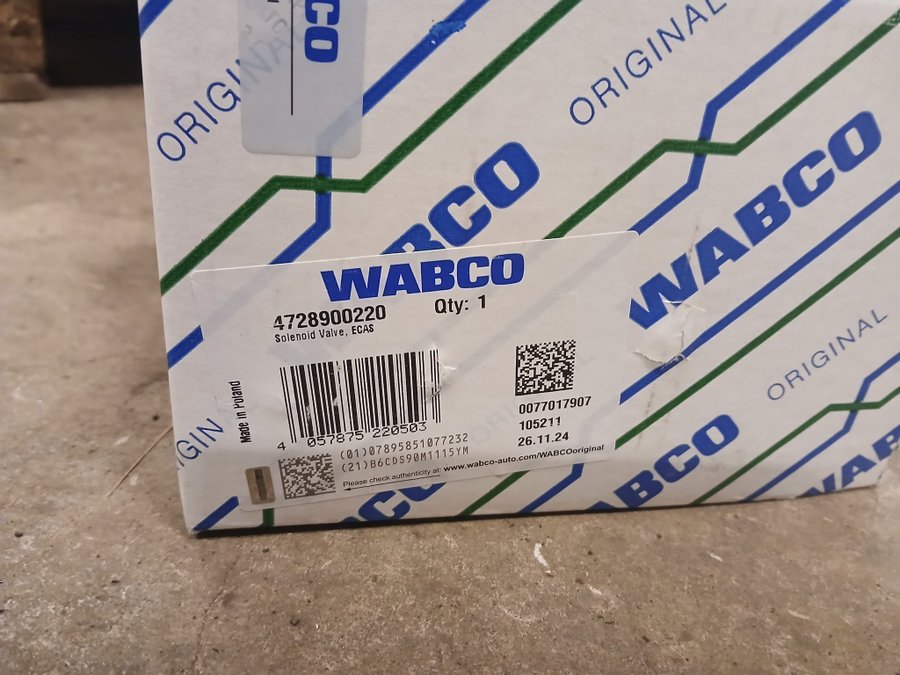 CO
ORIGINAL
ORIGINAL
WABCO
WABCO
WABCO
4728900220
Qty: 1
Solenoid Valve, ECAS
Made in Poland
4 057875 220503
0077017907
105211
26.11.24
(01)07895851077232
(21)B6CDS90M1115YM
Please check authenticity at: www.wabco-auto.com/WABCOoriginal
ORIGINAL
GIN
WABCO
WABCO